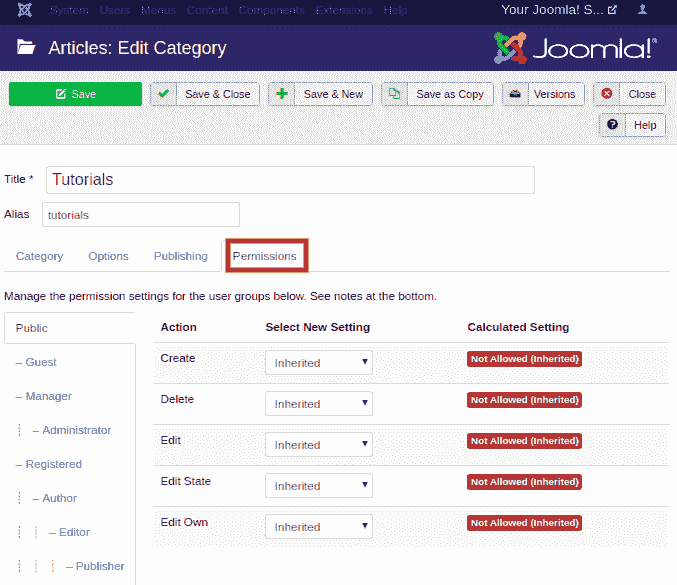 System Users Menus Content Components Extensions Help Your Joomla! S...
Articles: Edit Category Joomla!®
Save Save & Close Save & New Save as Copy Versions Close
Help
Title * Tutorials
Alias tutorials
Category Options Publishing Permissions
Manage the permission settings for the user groups below. See notes at the bottom.
Public
– Guest
– Manager
– Administrator
– Registered
– Author
– Editor
– Publisher
Action Select New Setting Calculated Setting
Create Inherited Not Allowed (Inherited)
Delete Inherited Not Allowed (Inherited)
Edit Inherited Not Allowed (Inherited)
Edit State Inherited Not Allowed (Inherited)
Edit Own Inherited Not Allowed (Inherited)